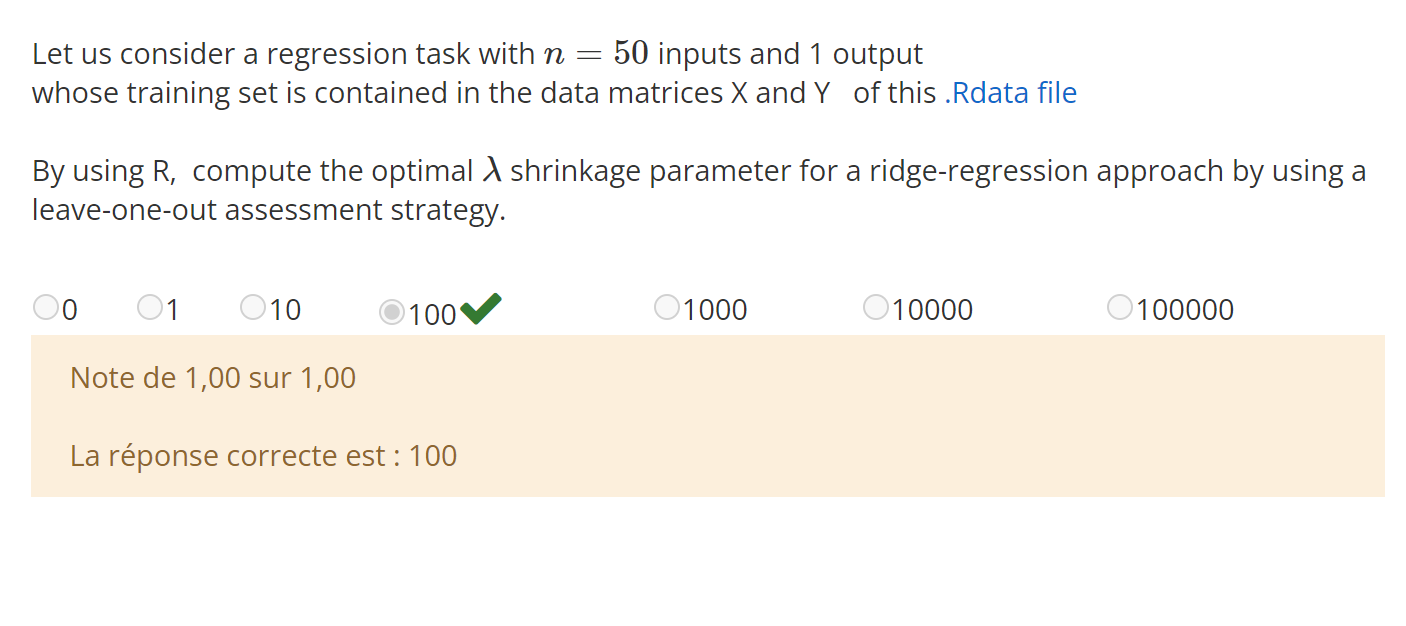 Let us consider a regression task with n = 50 inputs and 1 output
whose training set is contained in the data matrices X and Y of this .Rdata file
By using R, compute the optimal λ shrinkage parameter for a ridge-regression approach by using a
leave-one-out assessment strategy.
0 1 10 100 1000 10000 100000
Note de 1,00 sur 1,00
La réponse correcte est : 100